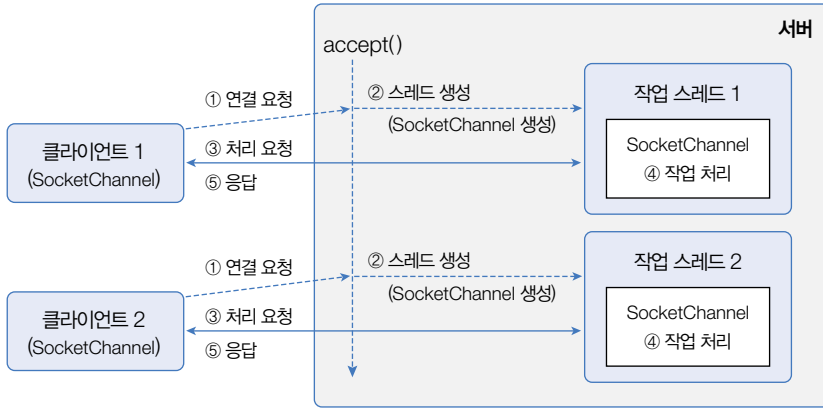 서버
accept()
① 연결 요청
② 스레드 생성
(SocketChannel 생성)
작업 스레드 1
클라이언트 1
(SocketChannel)
③ 처리 요청
⑤ 응답
SocketChannel
④ 작업 처리
① 연결 요청
② 스레드 생성
(SocketChannel 생성)
작업 스레드 2
클라이언트 2
(SocketChannel)
③ 처리 요청
⑤ 응답
SocketChannel
④ 작업 처리